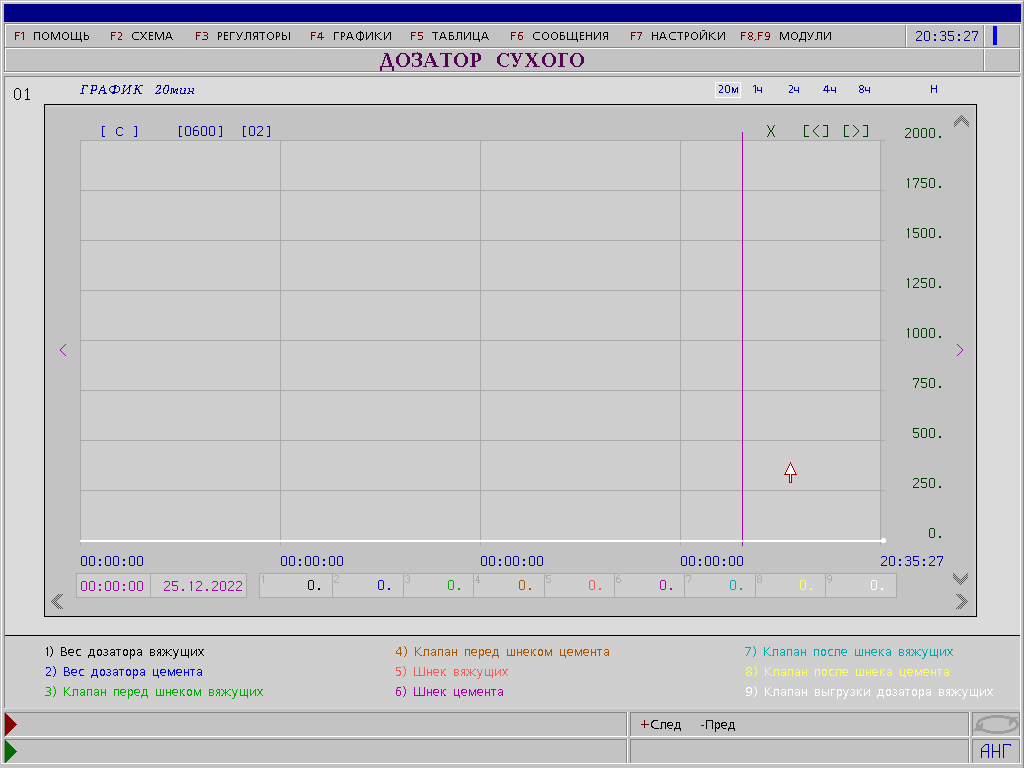 F1 ПОМОЩЬ F2 СХЕМА F3 РЕГУЛЯТОРЫ F4 ГРАФИКИ F5 ТАБЛИЦА F6 СООБЩЕНИЯ F7 НАСТРОЙКИ F8,F9 МОДУЛИ 20:35:27
ДОЗАТОР СУХОГО
01 ГРАФИК 20мин 20м 1ч 2ч 4ч 8ч Н
[ С ] [0600] [02] X [<] [>] 2000.
1750.
1500.
1250.
1000.
< >
750.
500.
250.
0.
00:00:00 00:00:00 00:00:00 00:00:00 20:35:27
00:00:00 25.12.2022 1 0. 2 0. 3 0. 4 0. 5 0. 6 0. 7 0. 8 0. 9 0.
1) Вес дозатора вяжущих 4) Клапан перед шнеком цемента 7) Клапан после шнека вяжущих
2) Вес дозатора цемента 5) Шнек вяжущих 8) Клапан после шнека цемента
3) Клапан перед шнеком вяжущих 6) Шнек цемента 9) Клапан выгрузки дозатора вяжущих
+След -Пред
АНГ